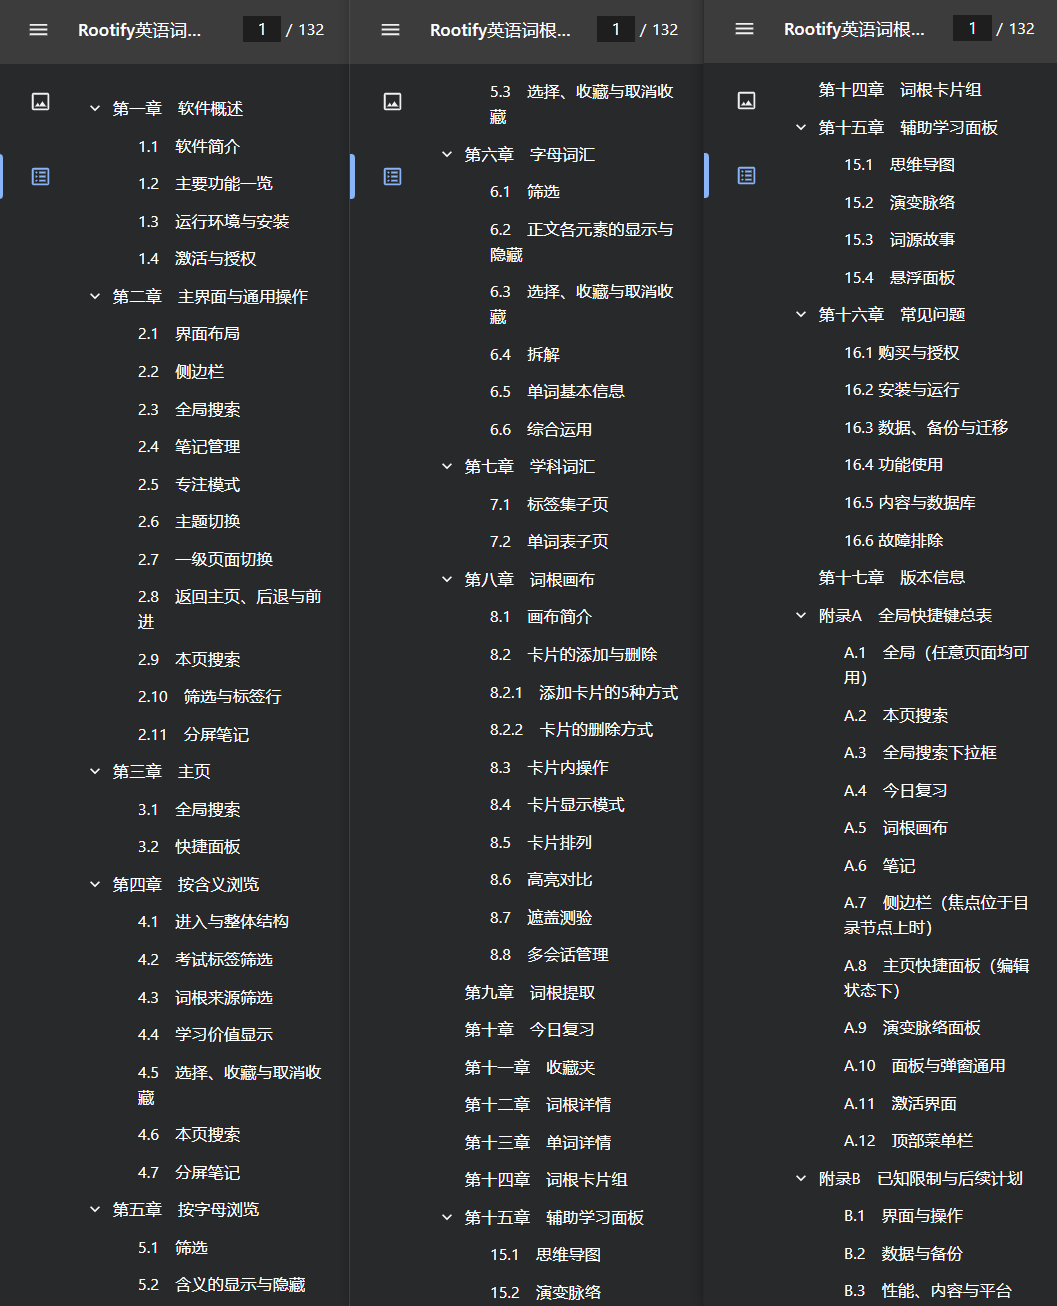 Rootify英语词... 1 / 132
第一章 软件概述
1.1 软件简介
1.2 主要功能一览
1.3 运行环境与安装
1.4 激活与授权
第二章 主界面与通用操作
2.1 界面布局
2.2 侧边栏
2.3 全局搜索
2.4 笔记管理
2.5 专注模式
2.6 主题切换
2.7 一级页面切换
2.8 返回主页、后退与前
进
2.9 本页搜索
2.10 筛选与标签行
2.11 分屏笔记
第三章 主页
3.1 全局搜索
3.2 快捷面板
第四章 按含义浏览
4.1 进入与整体结构
4.2 考试标签筛选
4.3 词根来源筛选
4.4 学习价值显示
4.5 选择、收藏与取消收
藏
4.6 本页搜索
4.7 分屏笔记
第五章 按字母浏览
5.1 筛选
5.2 含义的显示与隐藏
Rootify英语词根... 1 / 132
5.3 选择、收藏与取消收
藏
第六章 字母词汇
6.1 筛选
6.2 正文各元素的显示与
隐藏
6.3 选择、收藏与取消收
藏
6.4 拆解
6.5 单词基本信息
6.6 综合运用
第七章 学科词汇
7.1 标签集子页
7.2 单词表子页
第八章 词根画布
8.1 画布简介
8.2 卡片的添加与删除
8.2.1 添加卡片的5种方式
8.2.2 卡片的删除方式
8.3 卡片内操作
8.4 卡片显示模式
8.5 卡片排列
8.6 高亮对比
8.7 遮盖测验
8.8 多会话管理
第九章 词根提取
第十章 今日复习
第十一章 收藏夹
第十二章 词根详情
第十三章 单词详情
第十四章 词根卡片组
第十五章 辅助学习面板
15.1 思维导图
15.2 演变脉络
Rootify英语词根... 1 / 132
第十四章 词根卡片组
第十五章 辅助学习面板
15.1 思维导图
15.2 演变脉络
15.3 词源故事
15.4 悬浮面板
第十六章 常见问题
16.1 购买与授权
16.2 安装与运行
16.3 数据、备份与迁移
16.4 功能使用
16.5 内容与数据库
16.6 故障排除
第十七章 版本信息
附录A 全局快捷键总表
A.1 全局（任意页面均可
用）
A.2 本页搜索
A.3 全局搜索下拉框
A.4 今日复习
A.5 词根画布
A.6 笔记
A.7 侧边栏（焦点位于目
录节点上时）
A.8 主页快捷面板（编辑
状态下）
A.9 演变脉络面板
A.10 面板与弹窗通用
A.11 激活界面
A.12 顶部菜单栏
附录B 已知限制与后续计划
B.1 界面与操作
B.2 数据与备份
B.3 性能、内容与平台